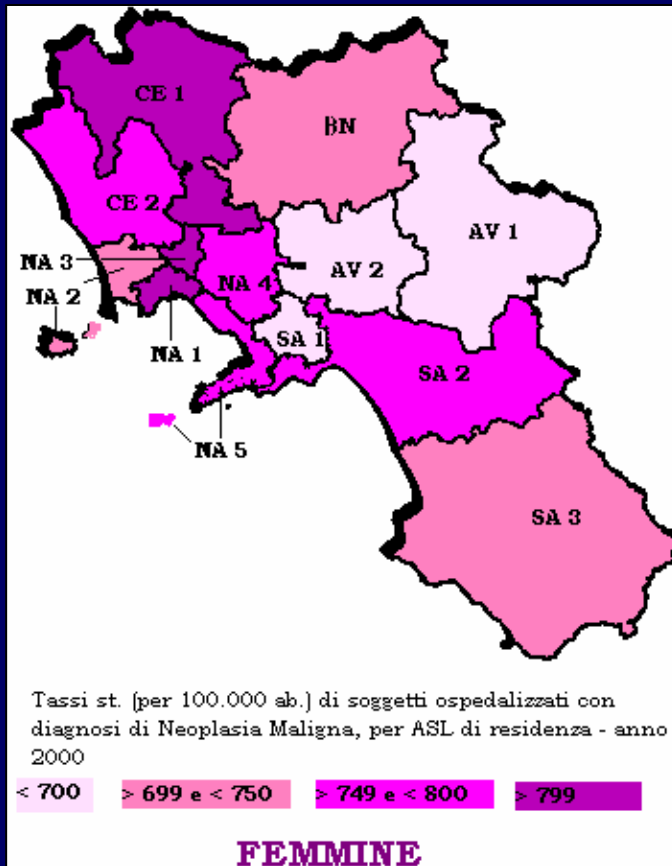 CE 1
BN
CE 2
AV 1
NA 3
NA 4
AV 2
NA 2
NA 1
SA 1
SA 2
NA 5
SA 3
Tassi st. (per 100.000 ab.) di soggetti ospedalizzati con
diagnosi di Neoplasia Maligna, per ASL di residenza - anno
2000
< 700 > 699 e < 750 > 749 e < 800 > 799
FEMMINE